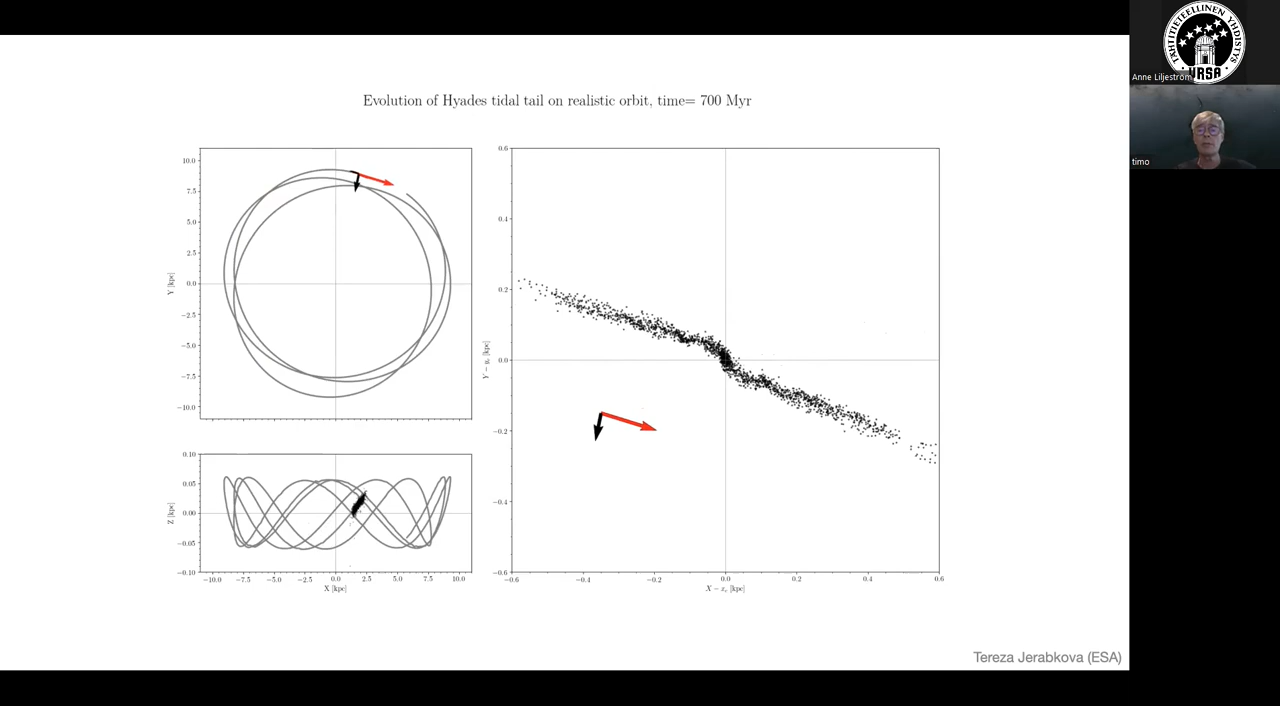 Evolution of Hyades tidal tail on realistic orbit, time= 700 Myr
10.0
7.5
5.0
2.5
0.0
−2.5
−5.0
−7.5
−10.0
Y [kpc]
0.10
0.05
0.00
−0.05
−0.10
Z [kpc]
−10.0 −7.5 −5.0 −2.5 0.0 2.5 5.0 7.5 10.0
X [kpc]
0.6
0.4
0.2
0.0
−0.2
−0.4
−0.6
Y − yc [kpc]
−0.6 −0.4 −0.2 0.0 0.2 0.4 0.6
X − xc [kpc]
Tereza Jerabkova (ESA)
TÄHTITIETEELLINEN YHDISTYS
URSA
Anne Liljeström
timo